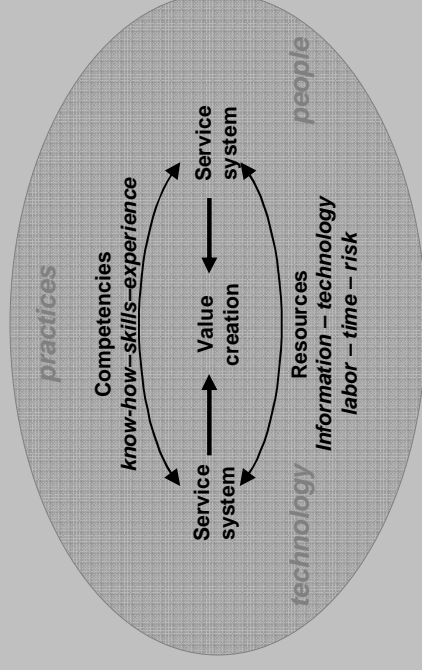 practices
Competencies
know-how–skills–experience
Service
system
Value
creation
Service
system
Resources
Information – technology
labor – time – risk
technology
people